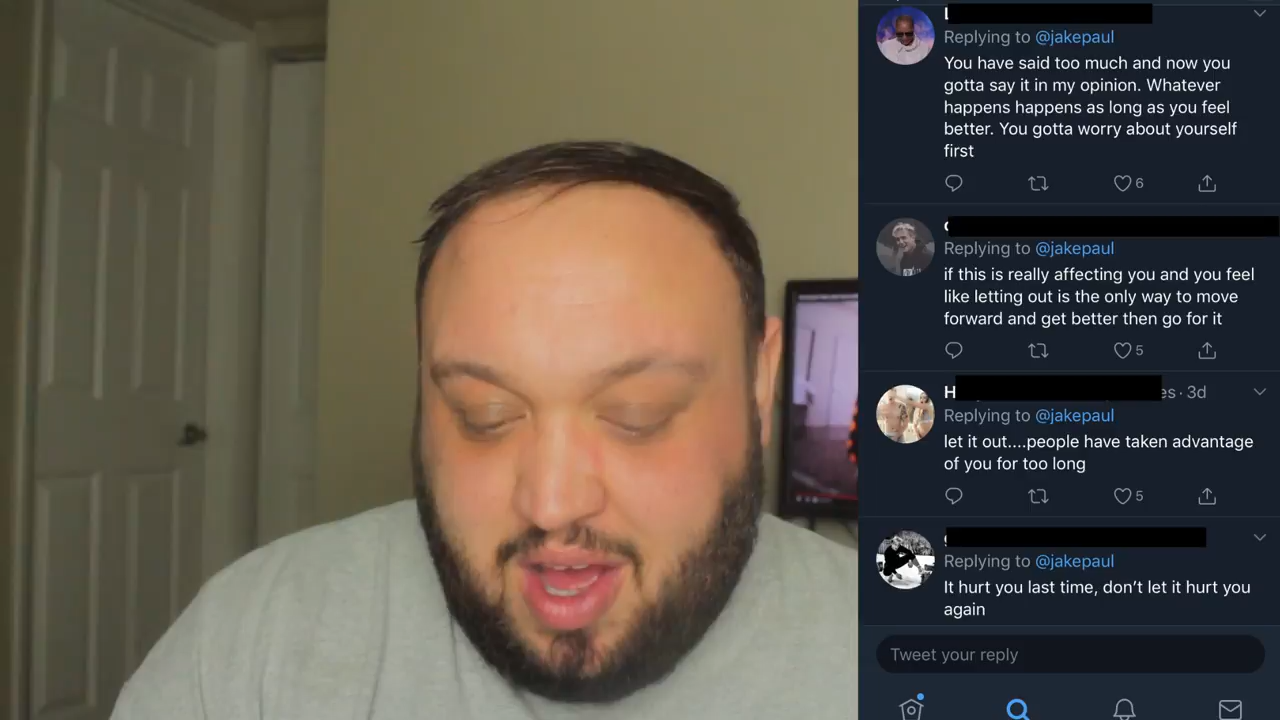 Replying to @jakepaul
You have said too much and now you
gotta say it in my opinion. Whatever
happens happens as long as you feel
better. You gotta worry about yourself
first
6
Replying to @jakepaul
if this is really affecting you and you feel
like letting out is the only way to move
forward and get better then go for it
5
H es · 3d
Replying to @jakepaul
let it out....people have taken advantage
of you for too long
5
Replying to @jakepaul
It hurt you last time, don’t let it hurt you
again
Tweet your reply